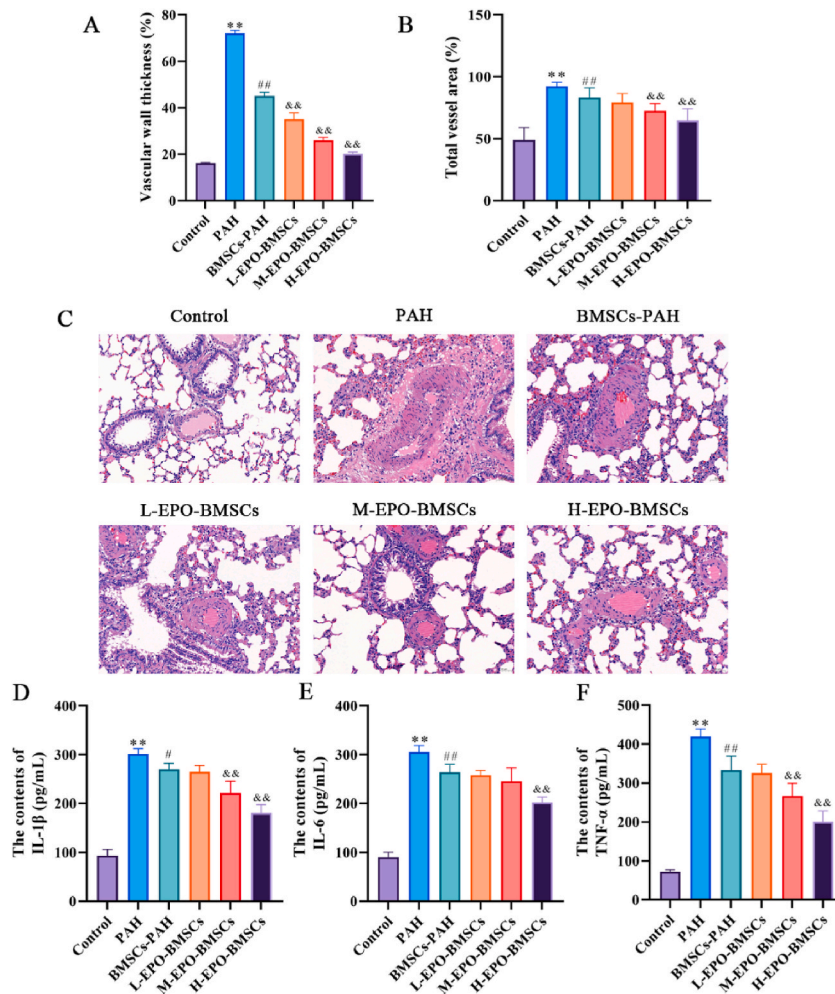 A
Vascular wall thickness (%)
80
60
40
20
0
**
##
&&
&&
&&
Control
PAH
BMSCs-PAH
L-EPO-BMSCs
M-EPO-BMSCs
H-EPO-BMSCs
B
Total vessel area (%)
150
100
50
0
**
##
&&
&&
Control
PAH
BMSCs-PAH
L-EPO-BMSCs
M-EPO-BMSCs
H-EPO-BMSCs
C
Control
PAH
BMSCs-PAH
L-EPO-BMSCs
M-EPO-BMSCs
H-EPO-BMSCs
D
The contents of
IL-1β (pg/mL)
400
300
200
100
0
**
#
&&
&&
Control
PAH
BMSCs-PAH
L-EPO-BMSCs
M-EPO-BMSCs
H-EPO-BMSCs
E
The contents of
IL-6 (pg/mL)
400
300
200
100
0
**
##
&&
Control
PAH
BMSCs-PAH
L-EPO-BMSCs
M-EPO-BMSCs
H-EPO-BMSCs
F
The contents of
TNF-α (pg/mL)
500
400
300
200
100
0
**
##
&&
&&
Control
PAH
BMSCs-PAH
L-EPO-BMSCs
M-EPO-BMSCs
H-EPO-BMSCs